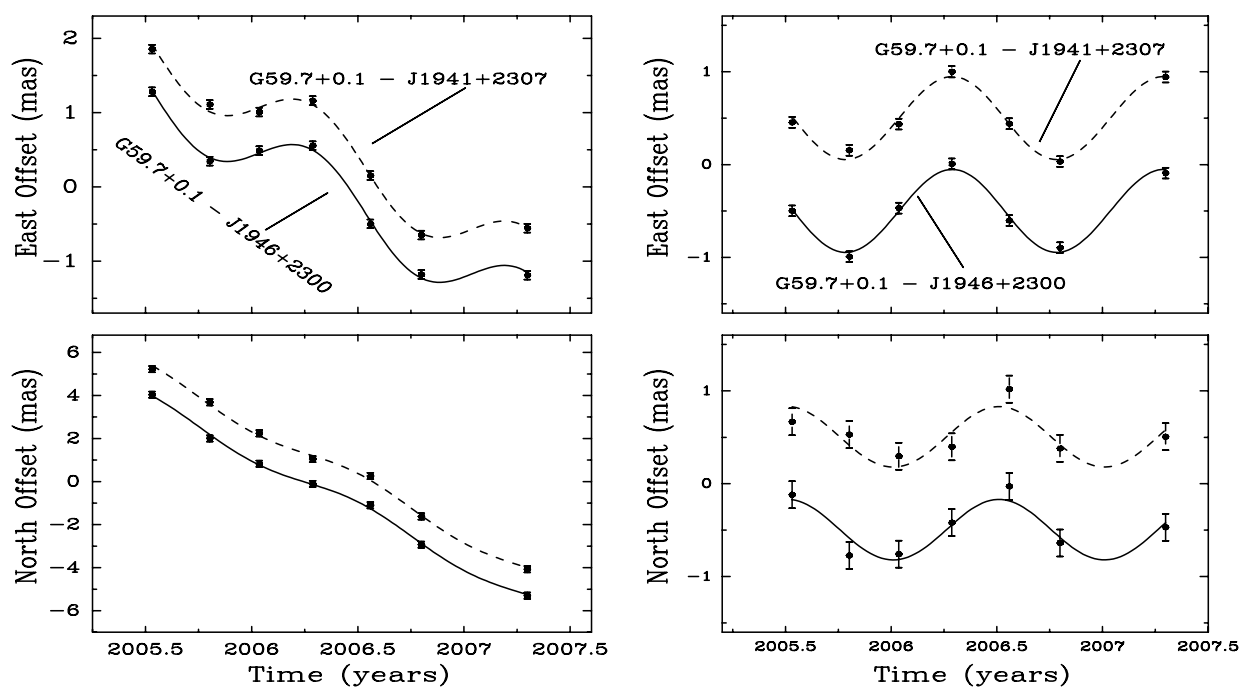 East Offset (mas)
2
1
0
−1
G59.7+0.1 − J1941+2307
G59.7+0.1 − J1946+2300
East Offset (mas)
1
0
−1
G59.7+0.1 − J1941+2307
G59.7+0.1 − J1946+2300
North Offset (mas)
6
4
2
0
−2
−4
−6
2005.5 2006 2006.5 2007 2007.5
Time (years)
North Offset (mas)
1
0
−1
2005.5 2006 2006.5 2007 2007.5
Time (years)